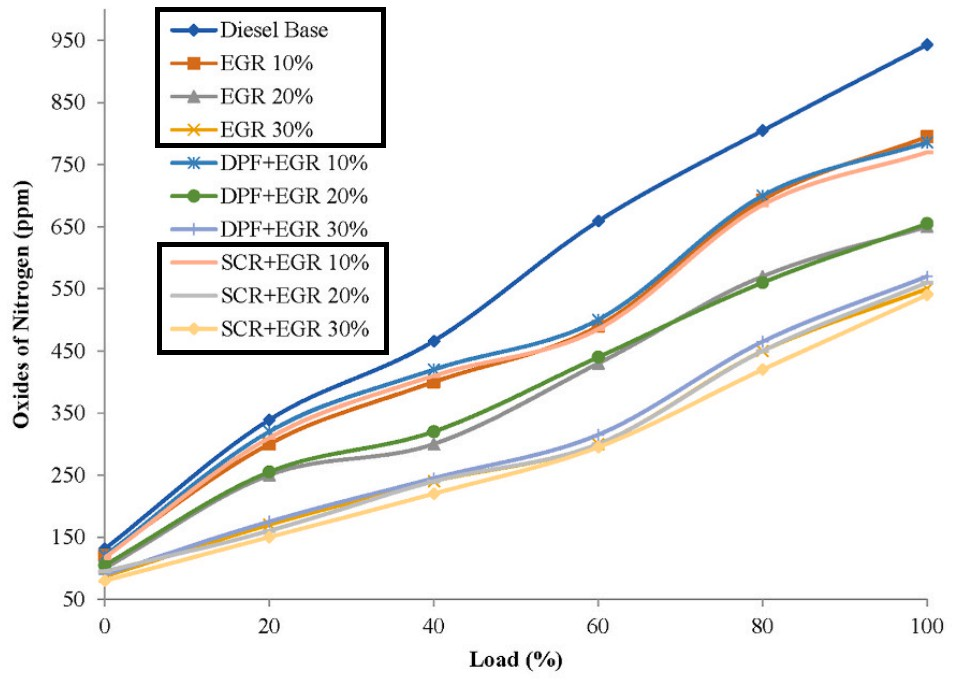 950
850
750
650
550
450
350
250
150
50
Oxides of Nitrogen (ppm)
Diesel Base
EGR 10%
EGR 20%
EGR 30%
DPF+EGR 10%
DPF+EGR 20%
DPF+EGR 30%
SCR+EGR 10%
SCR+EGR 20%
SCR+EGR 30%
0 20 40 60 80 100
Load (%)